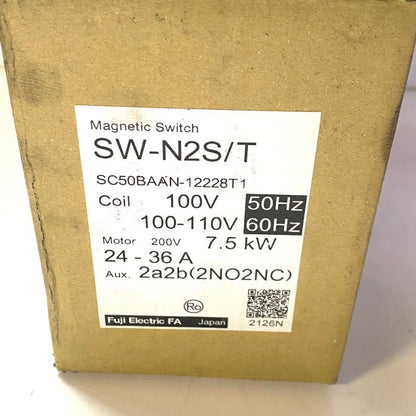 Magnetic Switch
SW-N2S/T
SC50BAAN-12228T1
Coil 100V 50Hz
100-110V 60Hz
Motor 200V 7.5 kW
24 - 36 A
Aux. 2a2b(2NO2NC)
Ro
Fuji Electric FA Japan 2126N